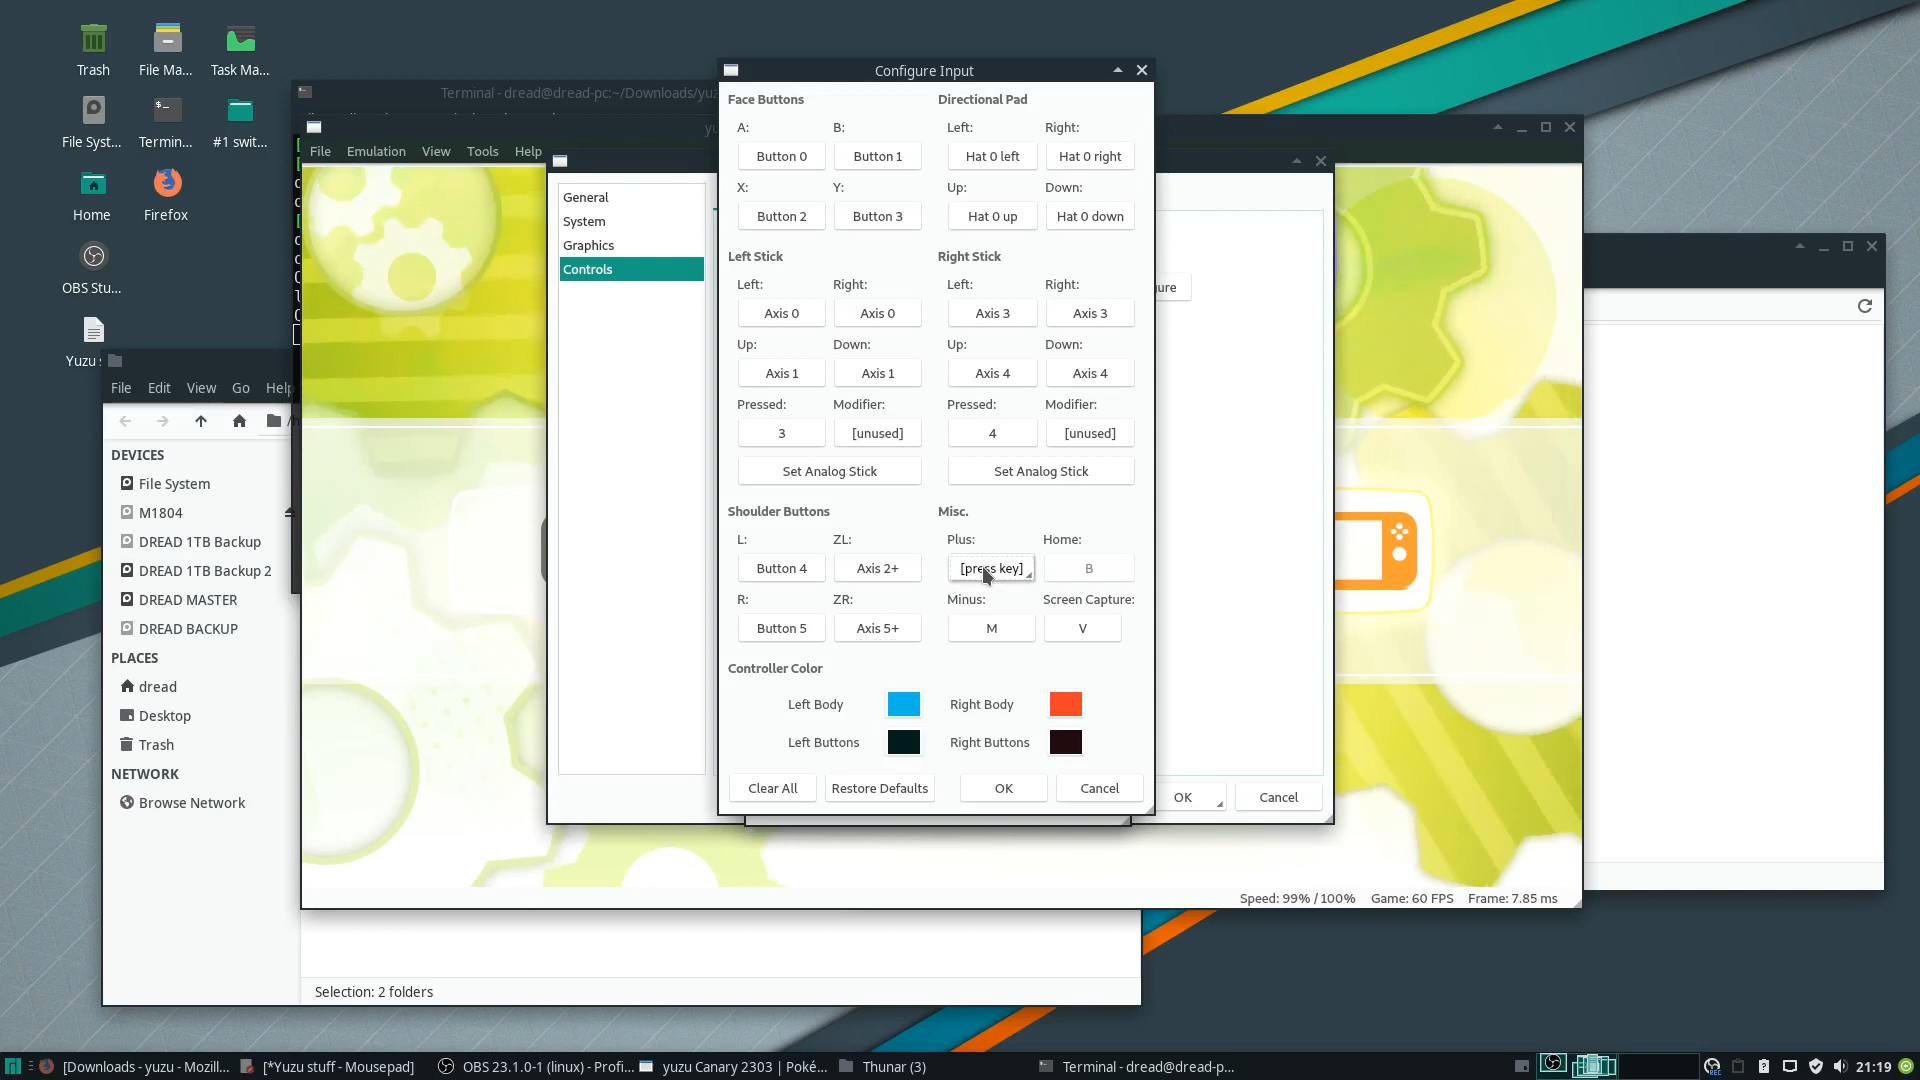 Trash
File Ma...
Task Ma...
File Syst...
Termin...
#1 swit...
Home
Firefox
OBS Stu...
Yuzu s
Terminal - dread@dread-pc:~/Downloads/yuz
File Emulation View Tools Help
General
System
Graphics
Controls
OK
Cancel
Configure Input
Face Buttons
Directional Pad
A:
B:
Left:
Right:
Button 0
Button 1
Hat 0 left
Hat 0 right
X:
Y:
Up:
Down:
Button 2
Button 3
Hat 0 up
Hat 0 down
Left Stick
Right Stick
Left:
Right:
Left:
Right:
Axis 0
Axis 0
Axis 3
Axis 3
Up:
Down:
Up:
Down:
Axis 1
Axis 1
Axis 4
Axis 4
Pressed:
Modifier:
Pressed:
Modifier:
3
[unused]
4
[unused]
Set Analog Stick
Set Analog Stick
Shoulder Buttons
Misc.
L:
ZL:
Plus:
Home:
Button 4
Axis 2+
[press key]
B
R:
ZR:
Minus:
Screen Capture:
Button 5
Axis 5+
M
V
Controller Color
Left Body
Right Body
Left Buttons
Right Buttons
Clear All
Restore Defaults
OK
Cancel
ure
File Edit View Go Help
DEVICES
File System
M1804
DREAD 1TB Backup
DREAD 1TB Backup 2
DREAD MASTER
DREAD BACKUP
PLACES
dread
Desktop
Trash
NETWORK
Browse Network
Selection: 2 folders
Speed: 99% / 100% Game: 60 FPS Frame: 7.85 ms
[Downloads - yuzu - Mozill...
[*Yuzu stuff - Mousepad]
OBS 23.1.0-1 (linux) - Profi...
yuzu Canary 2303 | Poké...
Thunar (3)
Terminal - dread@dread-p...
21:19